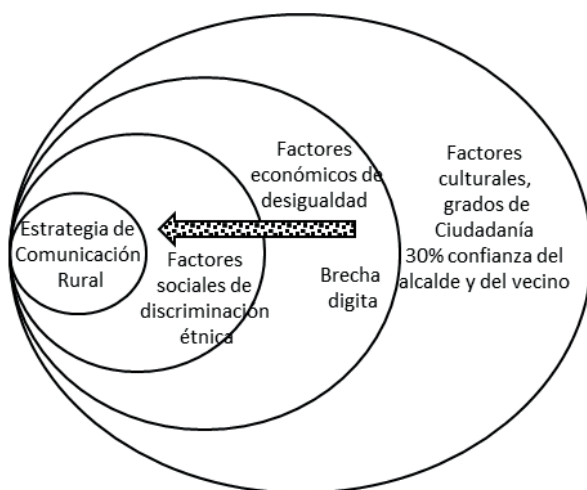 Estrategia de
Comunicación
Rural
Factores
sociales de
discriminación
étnica
Factores
económicos de
desigualdad
Brecha
digita
Factores
culturales,
grados de
Ciudadanía
30% confianza del
alcalde y del vecino